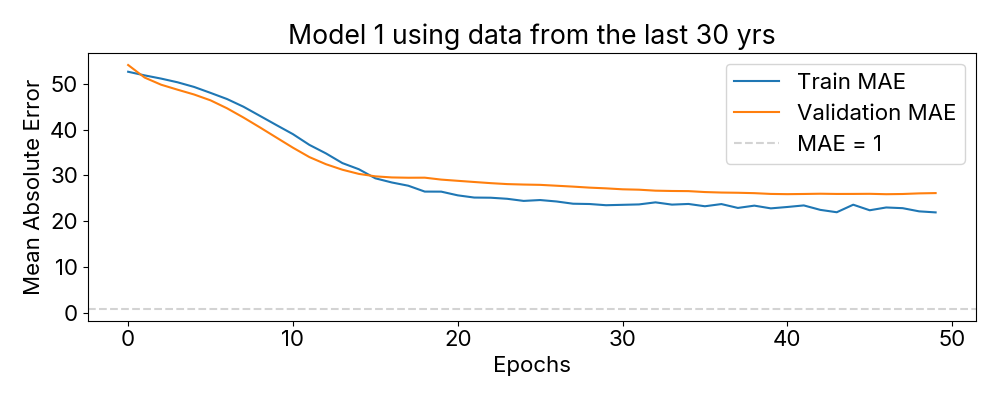 Model 1 using data from the last 30 yrs
Mean Absolute Error
50
40
30
20
10
0
Train MAE
Validation MAE
MAE = 1
0 10 20 30 40 50
Epochs